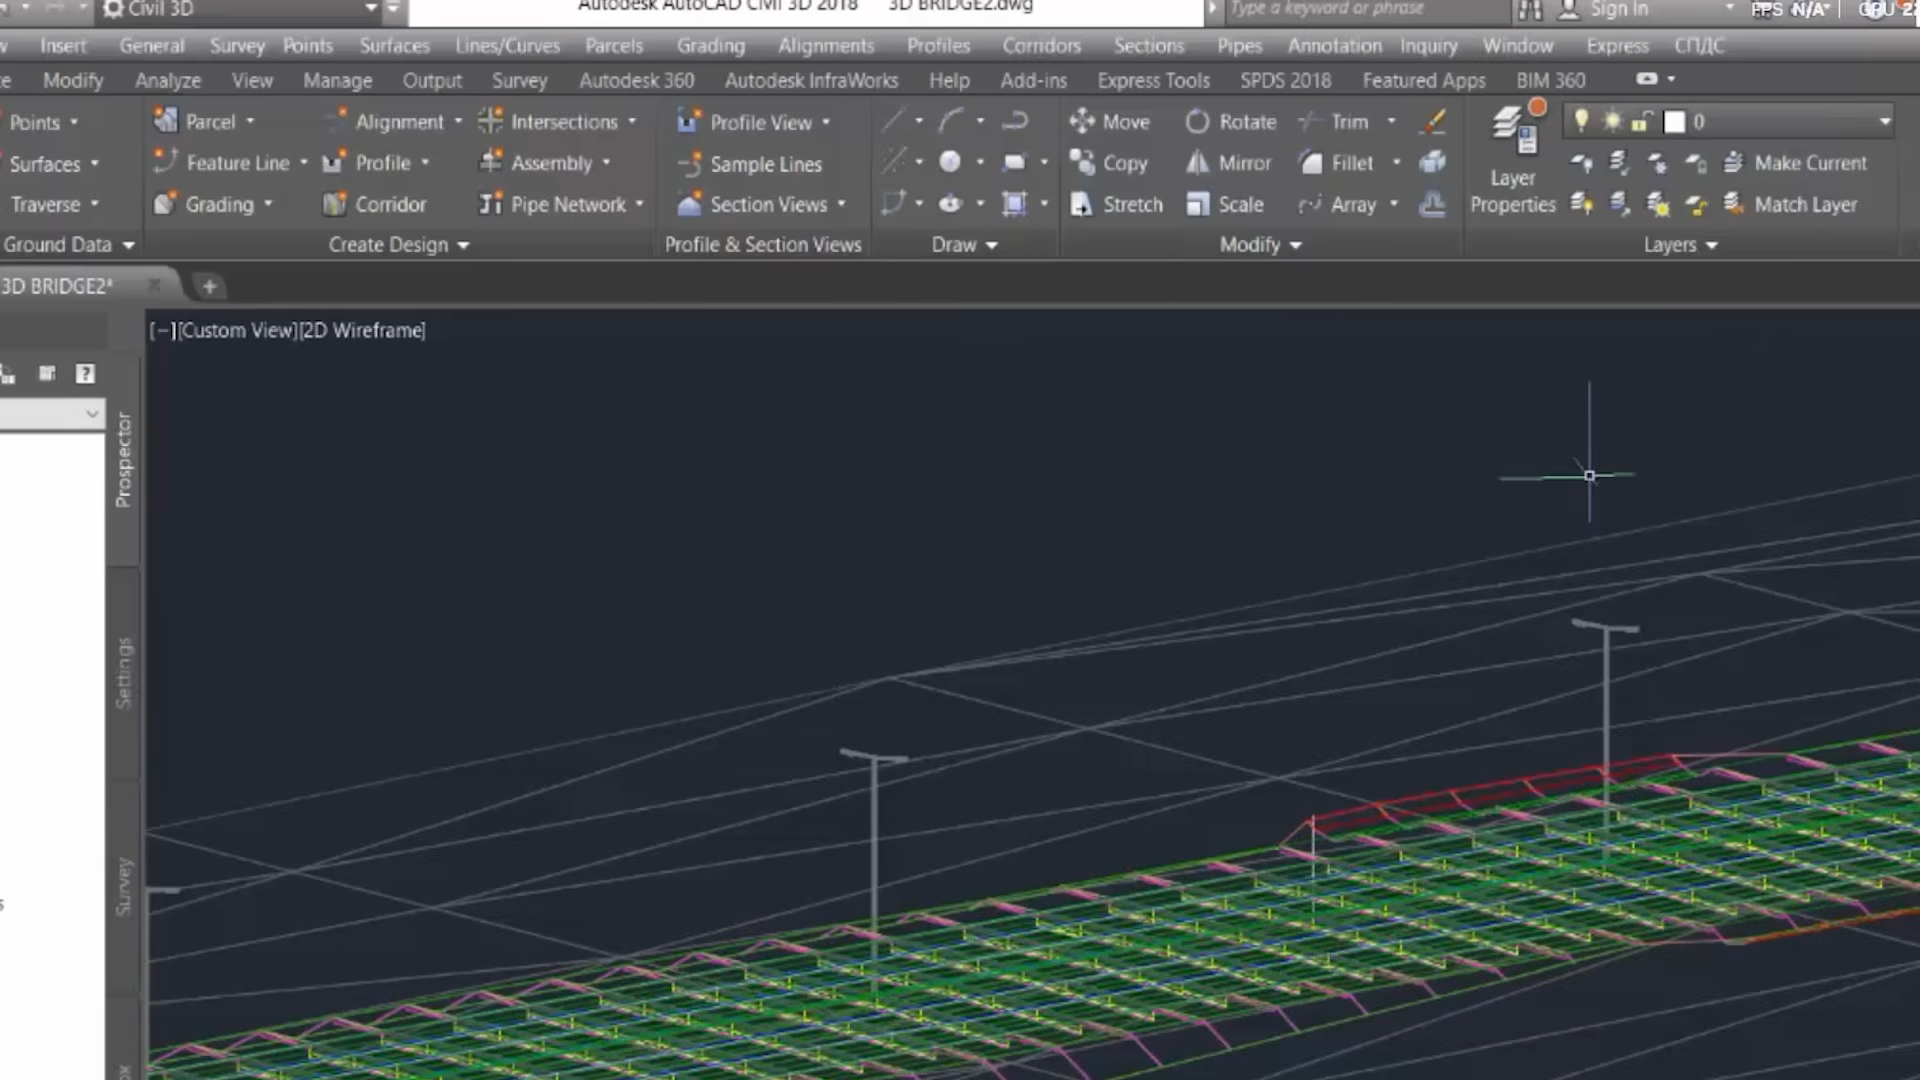 Civil 3D
Autodesk AutoCAD Civil 3D 2018 3D BRIDGE2.dwg
Type a keyword or phrase
Sign In
FPS N/A
GPU
Insert General Survey Points Surfaces Lines/Curves Parcels Grading Alignments Profiles Corridors Sections Pipes Annotation Inquiry Window Express СПДС
Modify Analyze View Manage Output Survey Autodesk 360 Autodesk InfraWorks Help Add-ins Express Tools SPDS 2018 Featured Apps BIM 360
Points Parcel Alignment Intersections Profile View Move Rotate Trim 0
Surfaces Feature Line Profile Assembly Sample Lines Copy Mirror Fillet Make Current
Layer
Properties
Traverse Grading Corridor Pipe Network Section Views Stretch Scale Array Match Layer
Ground Data Create Design Profile & Section Views Draw Modify Layers
3D BRIDGE2*
[−][Custom View][2D Wireframe]
Prospector
Settings
Survey